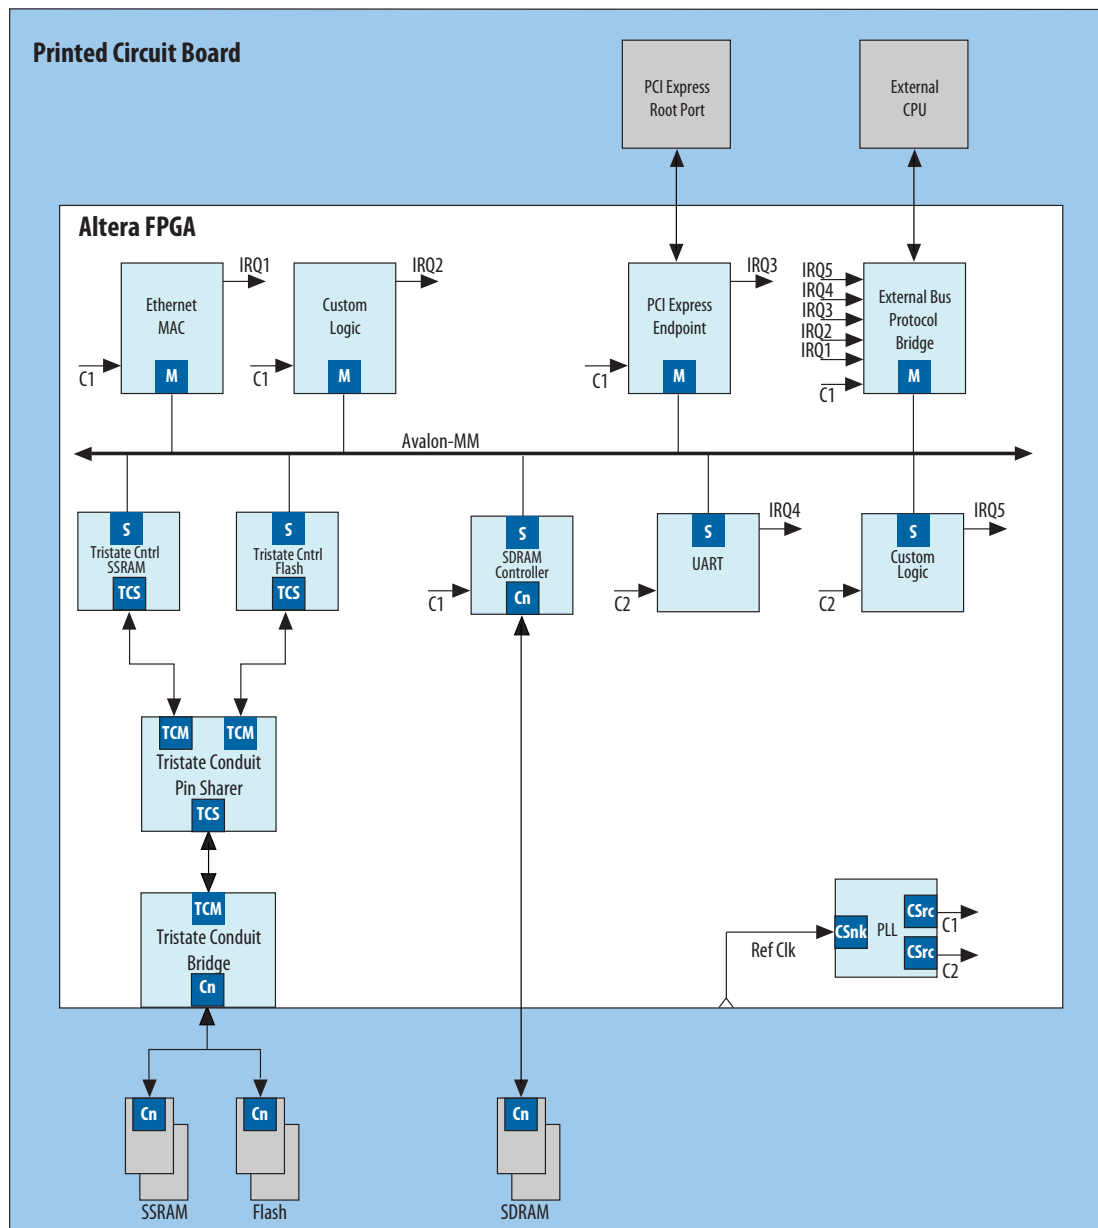 Printed Circuit Board
PCI Express
Root Port
External
CPU
Altera FPGA
IRQ1
Ethernet
MAC
C1
M
IRQ2
Custom
Logic
C1
M
IRQ3
PCI Express
Endpoint
C1
M
IRQ5
IRQ4
IRQ3
IRQ2
IRQ1
External Bus
Protocol
Bridge
C1
M
Avalon-MM
S
Tristate Cntrl
SSRAM
TCS
S
Tristate Cntrl
Flash
TCS
S
SDRAM
Controller
C1
Cn
S
IRQ4
UART
C2
S
IRQ5
Custom
Logic
C2
TCM
TCM
Tristate Conduit
Pin Sharer
TCS
TCM
Tristate Conduit
Bridge
Cn
Ref Clk
CSnk
PLL
CSrc
C1
CSrc
C2
Cn
Cn
Cn
SSRAM
Flash
SDRAM